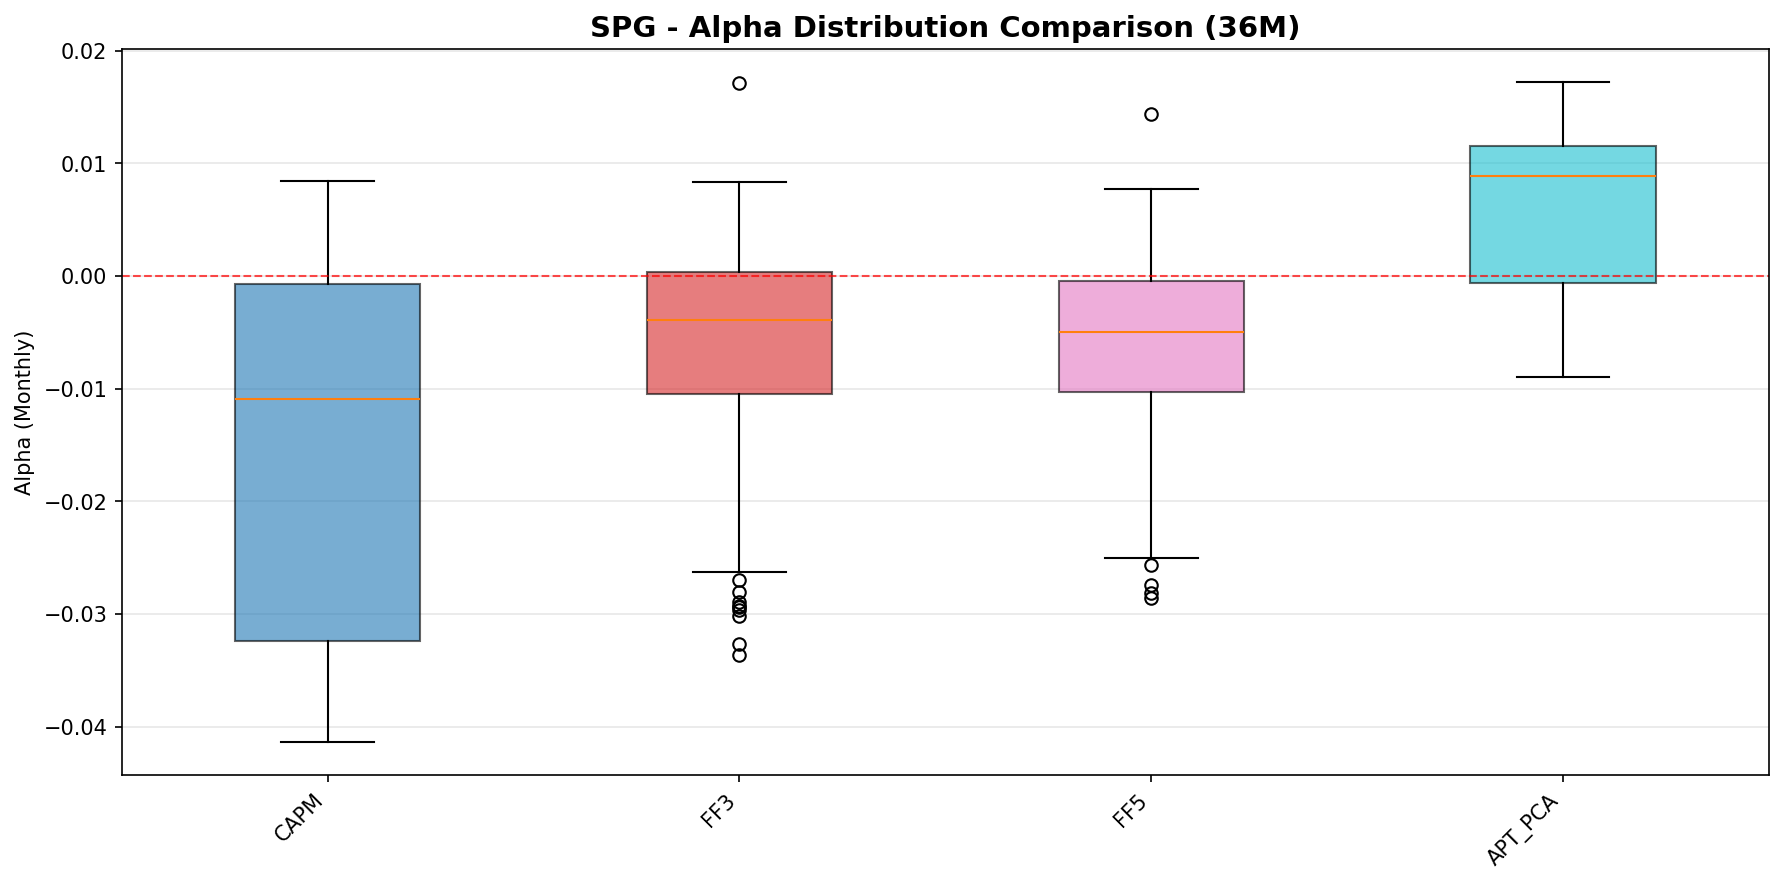 SPG - Alpha Distribution Comparison (36M)
Alpha (Monthly)
0.02
0.01
0.00
−0.01
−0.02
−0.03
−0.04
CAPM
FF3
FF5
APT_PCA